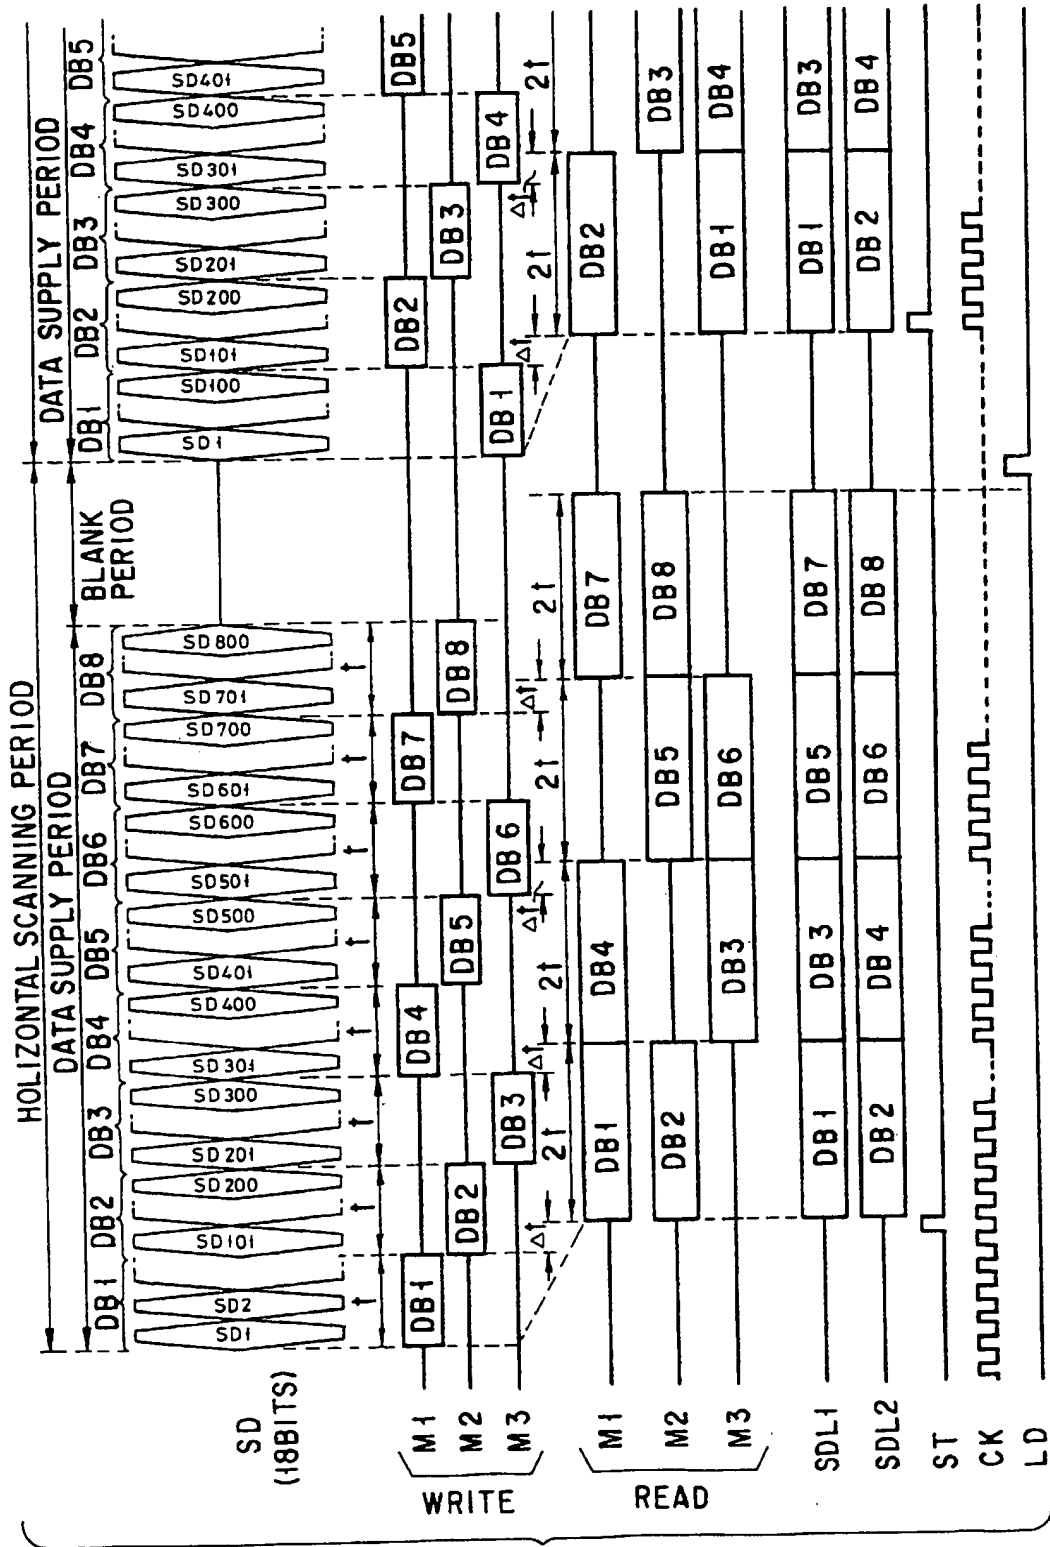 HOLIZONTAL SCANNING PERIOD
DATA SUPPLY PERIOD BLANK PERIOD DATA SUPPLY PERIOD
DB1 DB2 DB3 DB4 DB5 DB6 DB7 DB8 DB1 DB2 DB3 DB4 DB5
SD
(18BITS)
SD1 SD2 SD101 SD200 SD201 SD300 SD301 SD400 SD401 SD500 SD501 SD600 SD601 SD700 SD701 SD800 SD1 SD100 SD101 SD200 SD201 SD300 SD301 SD400 SD401
t t t t t t t t
WRITE
M1 DB1 DB4 DB7 DB2 DB5
M2 DB2 DB5 DB8 DB3
M3 DB3 DB6 DB1 DB4
Δt 2t Δt 2t Δt 2t Δt 2t Δt 2t Δt 2t
READ
M1 DB1 DB4 DB7 DB2
M2 DB2 DB5 DB8 DB3
M3 DB3 DB6 DB1 DB4
SDL1 DB1 DB3 DB5 DB7 DB1 DB3
SDL2 DB2 DB4 DB6 DB8 DB2 DB4
ST
CK
LD